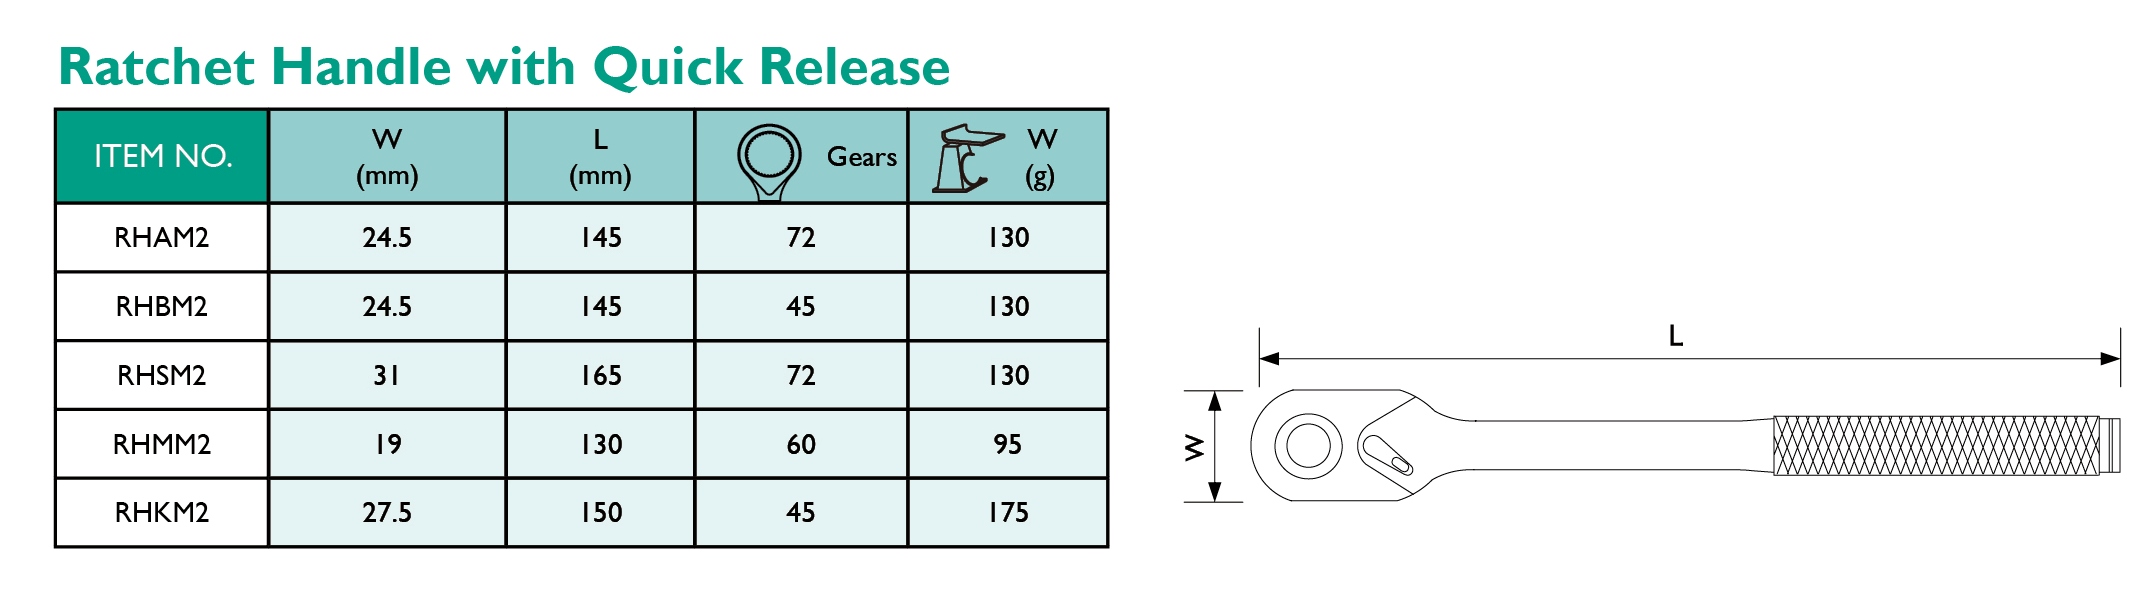 Ratchet Handle with Quick Release
ITEM NO. W (mm) L (mm) Gears W (g)
RHAM2 24.5 145 72 130
RHBM2 24.5 145 45 130
RHSM2 31 165 72 130
RHMM2 19 130 60 95
RHKM2 27.5 150 45 175
L
W